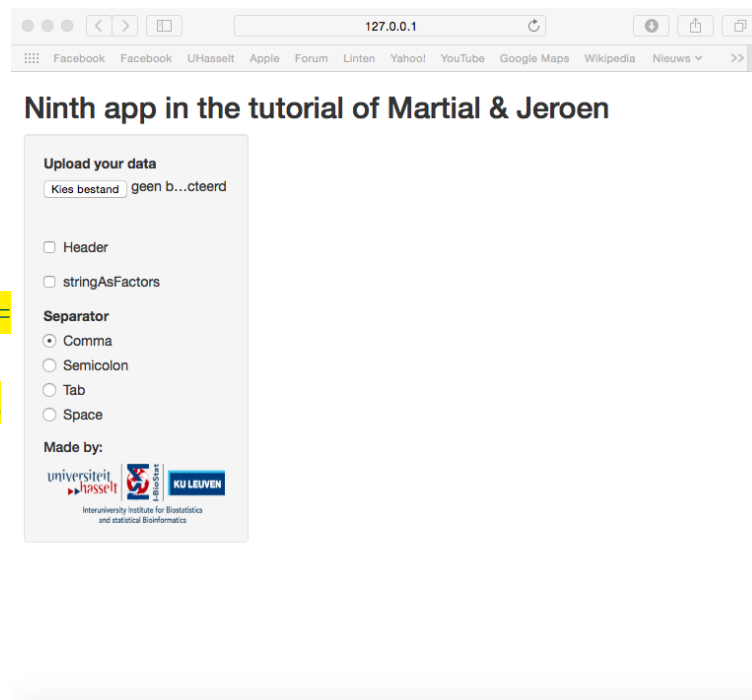 127.0.0.1
Facebook Facebook UHasselt Apple Forum Linten Yahoo! YouTube Google Maps Wikipedia Nieuws >>
Ninth app in the tutorial of Martial & Jeroen
Upload your data
Kies bestand geen b...cteerd
Header
stringAsFactors
=
Separator
Comma
Semicolon
Tab
Space
Made by:
universiteit
hasselt
I-BioStat
KU LEUVEN
Interuniversity Institute for Biostatistics
and statistical Bioinformatics